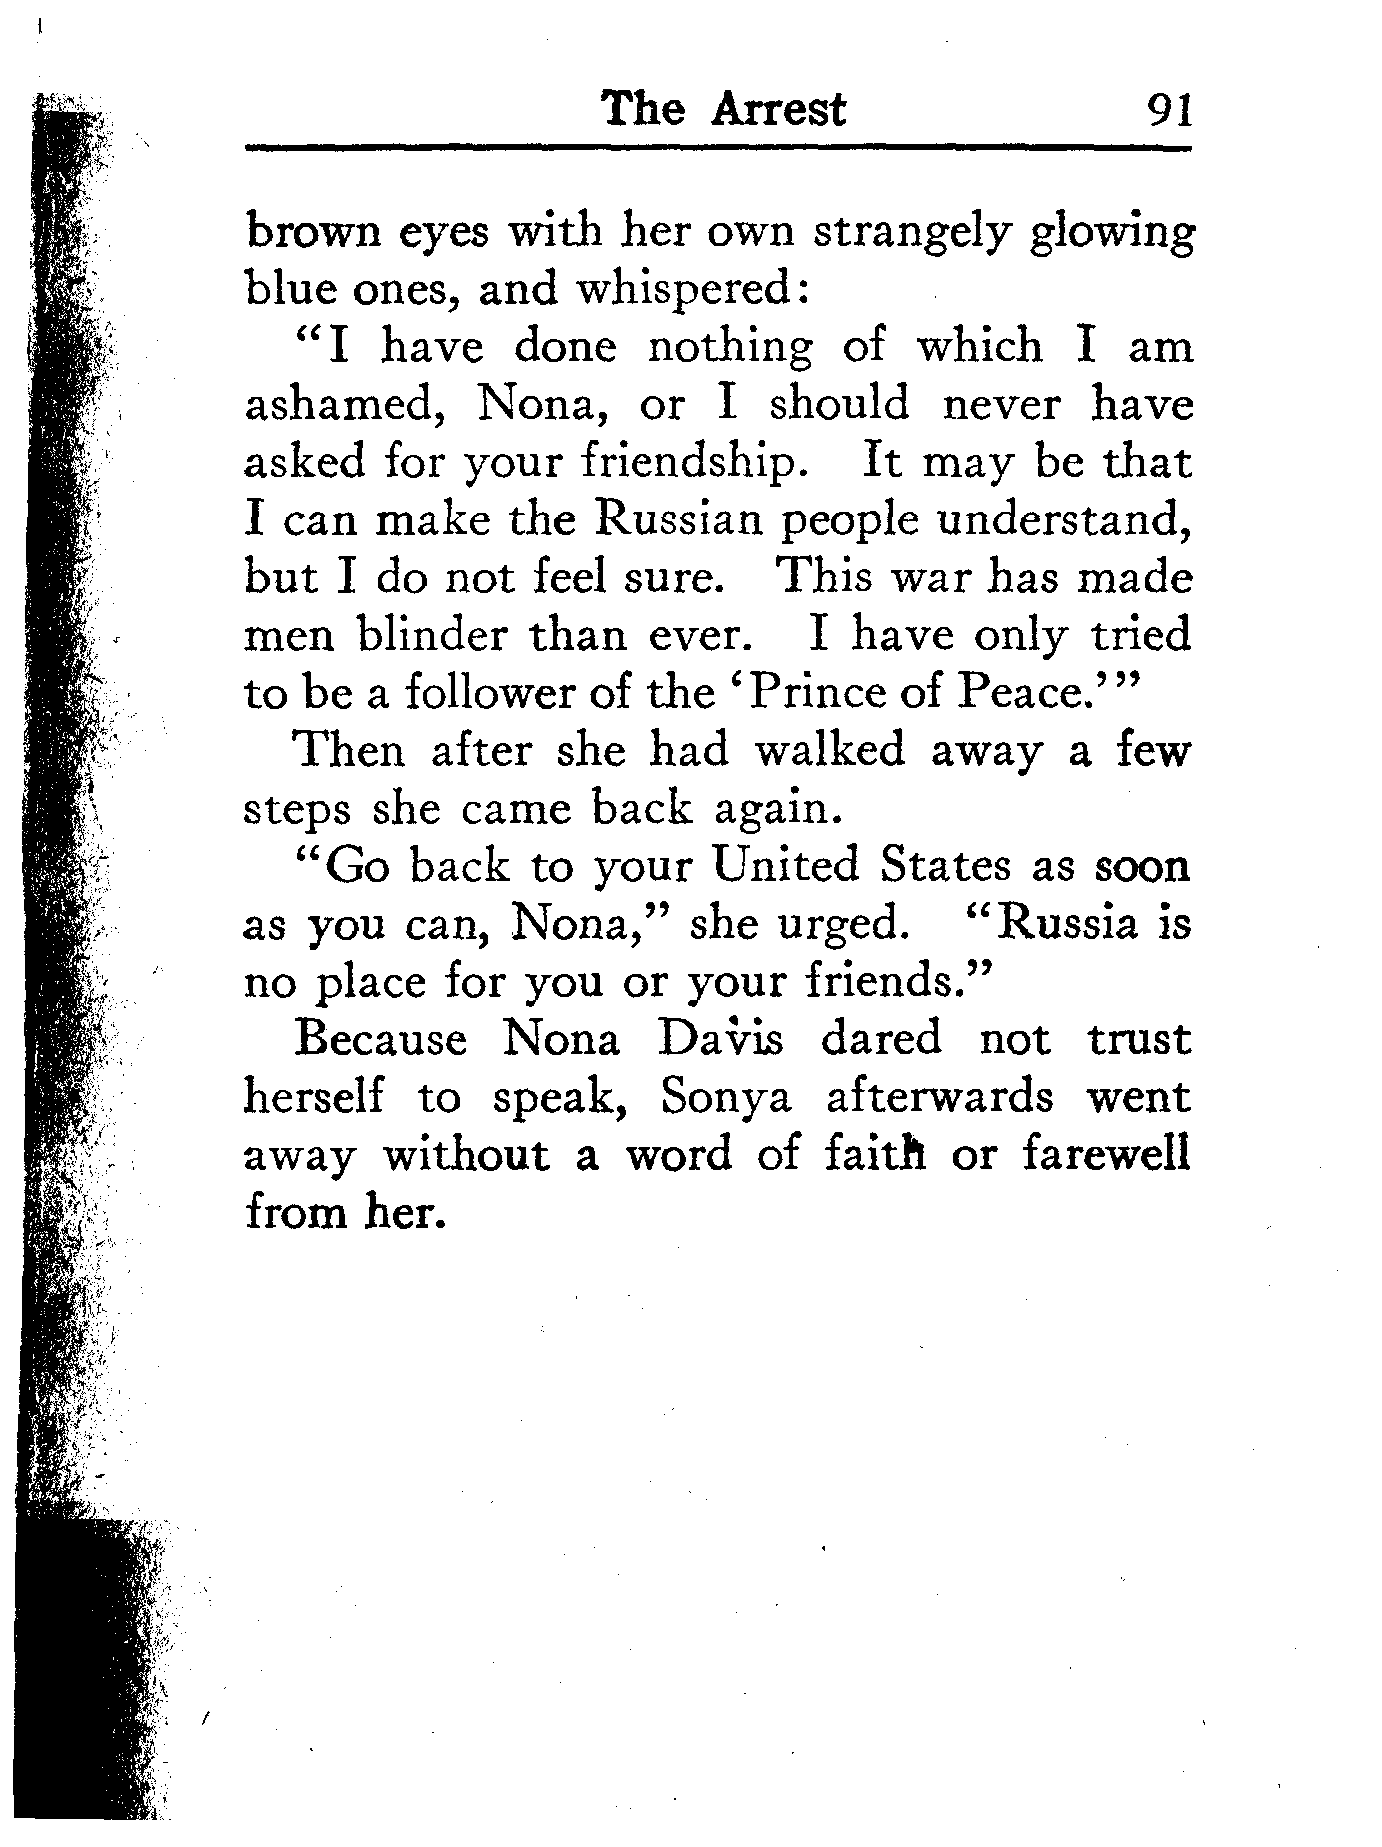 The Arrest 91
brown eyes with her own strangely glowing
blue ones, and whispered:
“I have done nothing of which I am
ashamed, Nona, or I should never have
asked for your friendship. It may be that
I can make the Russian people understand,
but I do not feel sure. This war has made
men blinder than ever. I have only tried
to be a follower of the ‘Prince of Peace.’”
Then after she had walked away a few
steps she came back again.
“Go back to your United States as soon
as you can, Nona,” she urged. “Russia is
no place for you or your friends.”
Because Nona Davis dared not trust
herself to speak, Sonya afterwards went
away without a word of faith or farewell
from her.